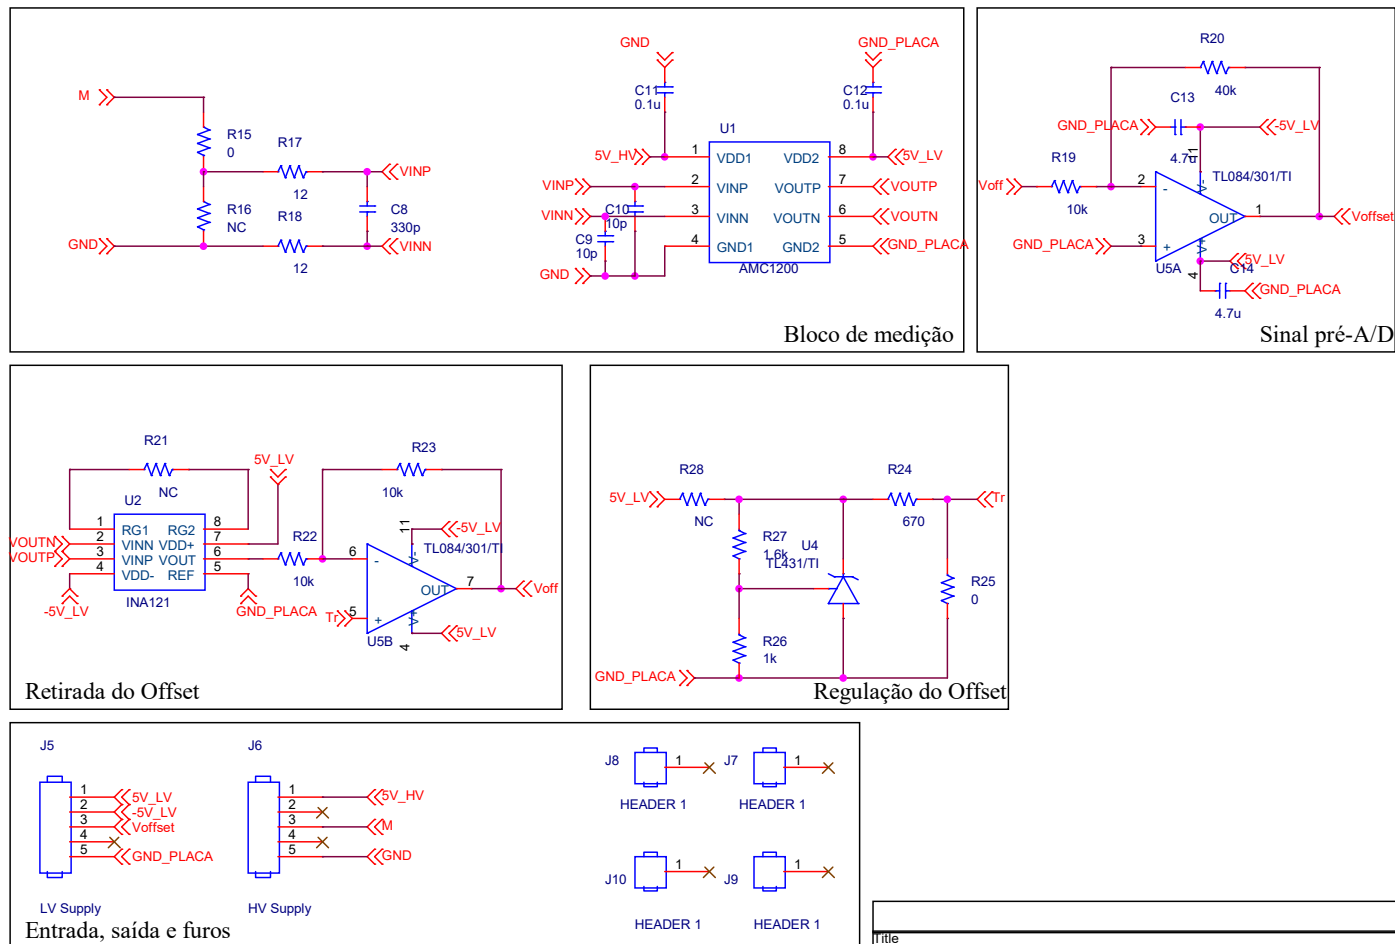 M
R15
0
R17
12
VINP
R16
NC
R18
12
C8
330p
GND
VINN
GND
C11
0.1u
GND_PLACA
C12
0.1u
U1
5V_HV
1
VDD1
VDD2
8
5V_LV
VINP
2
VINP
VOUTP
7
VOUTP
VINN
3
VINN
VOUTN
6
VOUTN
C10
10p
C9
10p
4
GND1
GND2
5
GND_PLACA
GND
AMC1200
Bloco de medição
R20
40k
C13
GND_PLACA
-5V_LV
4.7u
11
V-
TL084/301/TI
R19
Voff
10k
2
-
OUT
1
Voffset
GND_PLACA
3
+
V+
U5A
5V_LV
4
C14
GND_PLACA
4.7u
Sinal pré-A/D
R21
NC
5V_LV
U2
1
RG1
RG2
8
VOUTN
2
VINN
VDD+
7
VOUTP
3
VINP
VOUT
6
4
VDD-
REF
5
-5V_LV
INA121
GND_PLACA
R22
10k
R23
10k
11
-5V_LV
V-
TL084/301/TI
6
-
OUT
7
Voff
Tr
5
+
V+
U5B
4
5V_LV
Retirada do Offset
R28
5V_LV
NC
R24
670
Tr
R27
1.6k
U4
TL431/TI
R25
0
R26
1k
GND_PLACA
Regulação do Offset
J5
1
5V_LV
2
-5V_LV
3
Voffset
4
5
GND_PLACA
LV Supply
J6
1
5V_HV
2
3
M
4
5
GND
HV Supply
J8
1
HEADER 1
J7
1
HEADER 1
J10
1
HEADER 1
J9
1
HEADER 1
Entrada, saída e furos
Title